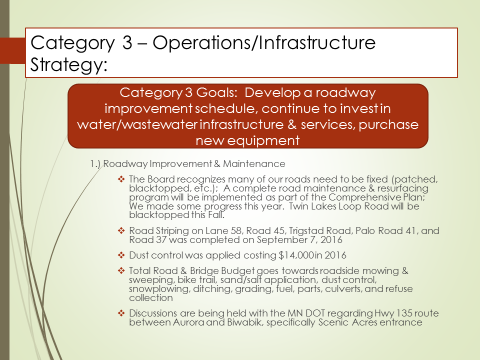 Category 3 – Operations/Infrastructure
Strategy:
Category 3 Goals: Develop a roadway
improvement schedule, continue to invest in
water/wastewater infrastructure & services, purchase
new equipment
1.) Roadway Improvement & Maintenance
❖ The Board recognizes many of our roads need to be fixed (patched,
blacktopped, etc.): A complete road maintenance & resurfacing
program will be implemented as part of the Comprehensive Plan;
We made some progress this year. Twin Lakes Loop Road will be
blacktopped this Fall.
❖ Road Striping on Lane 58, Road 45, Trigstad Road, Palo Road 41, and
Road 37 was completed on September 7, 2016
❖ Dust control was applied costing $14,000 in 2016
❖ Total Road & Bridge Budget goes towards roadside mowing &
sweeping, bike trail, sand/salt application, dust control,
snowplowing, ditching, grading, fuel, parts, culverts, and refuse
collection
❖ Discussions are being held with the MN DOT regarding Hwy 135 route
between Aurora and Biwabik, specifically Scenic Acres entrance